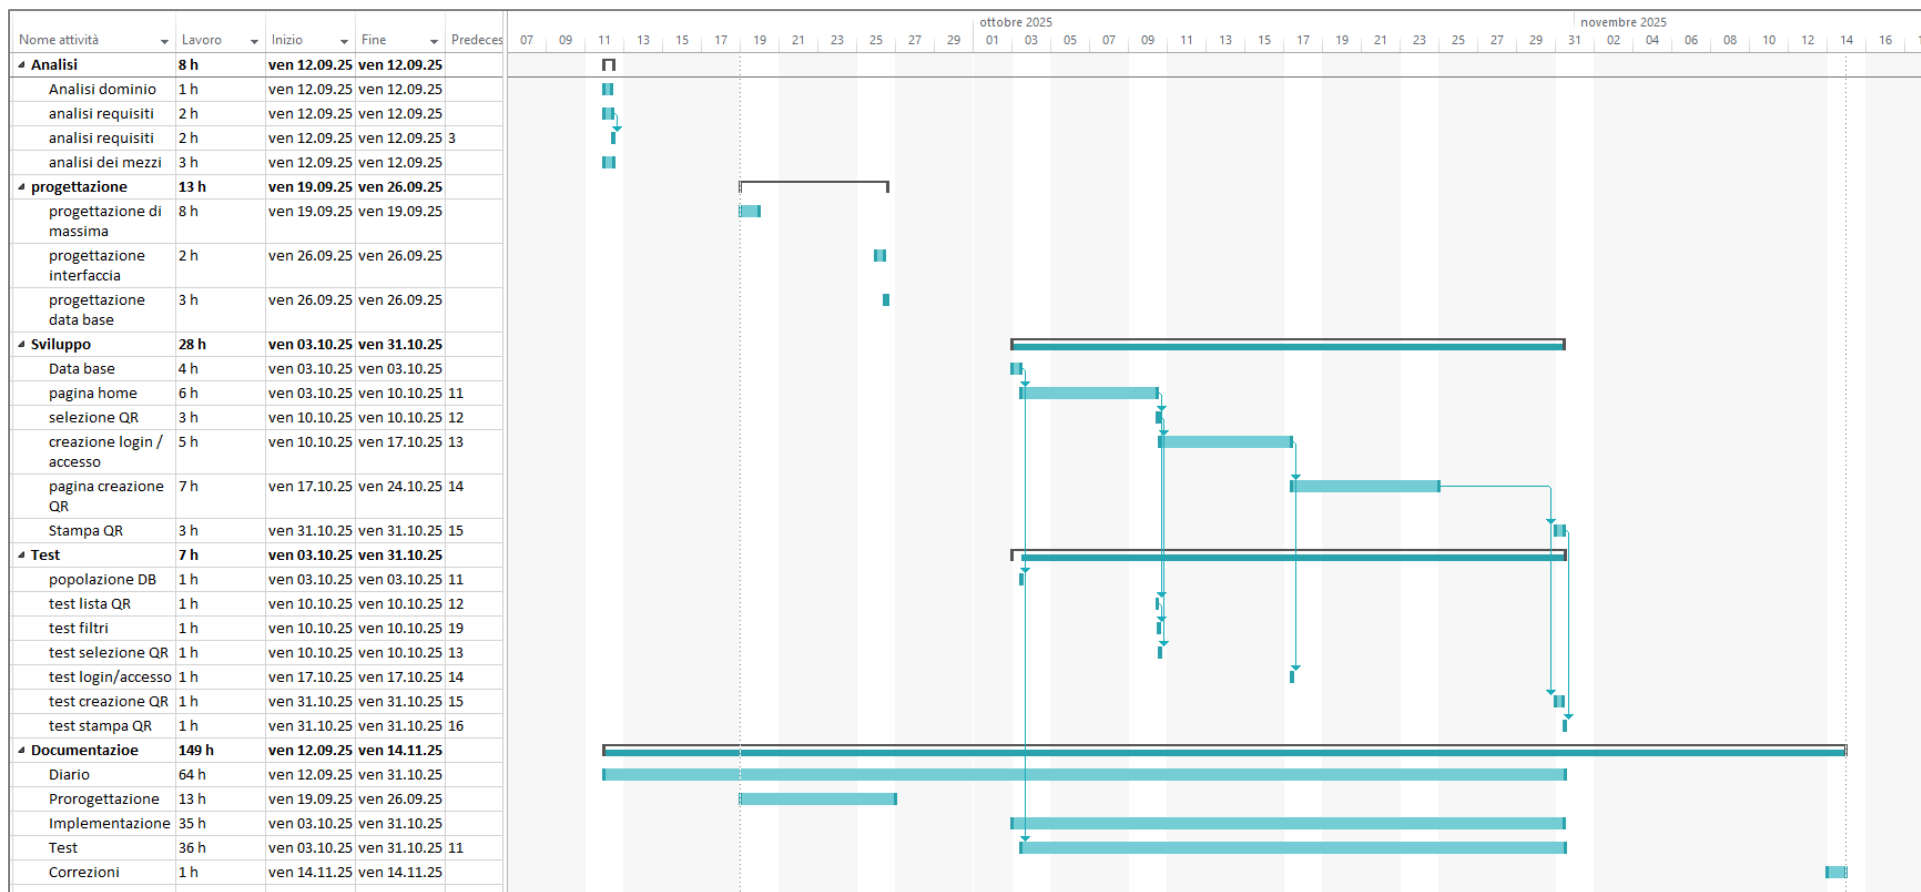 ottobre 2025 novembre 2025
Nome attività Lavoro Inizio Fine Predeces 07 09 11 13 15 17 19 21 23 25 27 29 01 03 05 07 09 11 13 15 17 19 21 23 25 27 29 31 02 04 06 08 10 12 14 16 1
Analisi 8 h ven 12.09.25 ven 12.09.25
Analisi dominio 1 h ven 12.09.25 ven 12.09.25
analisi requisiti 2 h ven 12.09.25 ven 12.09.25
analisi requisiti 2 h ven 12.09.25 ven 12.09.25 3
analisi dei mezzi 3 h ven 12.09.25 ven 12.09.25
progettazione 13 h ven 19.09.25 ven 26.09.25
progettazione di 8 h ven 19.09.25 ven 19.09.25
massima
progettazione 2 h ven 26.09.25 ven 26.09.25
interfaccia
progettazione 3 h ven 26.09.25 ven 26.09.25
data base
Sviluppo 28 h ven 03.10.25 ven 31.10.25
Data base 4 h ven 03.10.25 ven 03.10.25
pagina home 6 h ven 03.10.25 ven 10.10.25 11
selezione QR 3 h ven 10.10.25 ven 10.10.25 12
creazione login / 5 h ven 10.10.25 ven 17.10.25 13
accesso
pagina creazione 7 h ven 17.10.25 ven 24.10.25 14
QR
Stampa QR 3 h ven 31.10.25 ven 31.10.25 15
Test 7 h ven 03.10.25 ven 31.10.25
popolazione DB 1 h ven 03.10.25 ven 03.10.25 11
test lista QR 1 h ven 10.10.25 ven 10.10.25 12
test filtri 1 h ven 10.10.25 ven 10.10.25 19
test selezione QR 1 h ven 10.10.25 ven 10.10.25 13
test login/accesso 1 h ven 17.10.25 ven 17.10.25 14
test creazione QR 1 h ven 31.10.25 ven 31.10.25 15
test stampa QR 1 h ven 31.10.25 ven 31.10.25 16
Documentazioe 149 h ven 12.09.25 ven 14.11.25
Diario 64 h ven 12.09.25 ven 31.10.25
Prorogettazione 13 h ven 19.09.25 ven 26.09.25
Implementazione 35 h ven 03.10.25 ven 31.10.25
Test 36 h ven 03.10.25 ven 31.10.25 11
Correzioni 1 h ven 14.11.25 ven 14.11.25